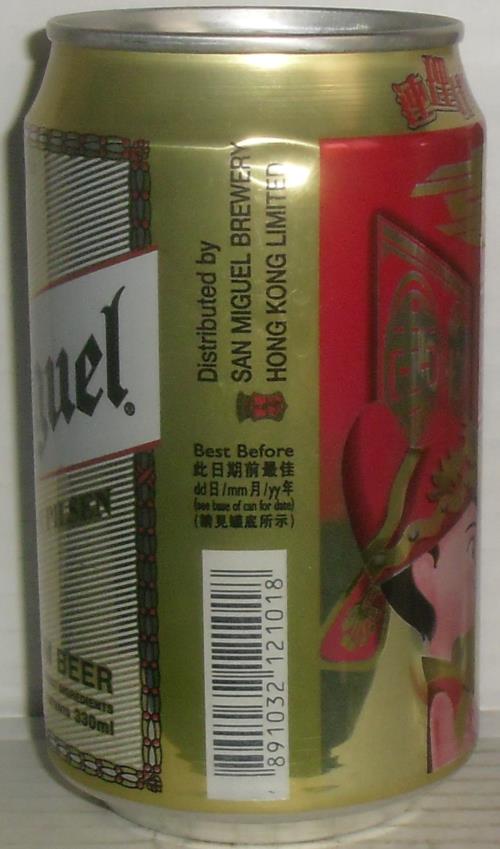 guel
PILSEN
BEER
INGREDIENTS
330ml
Distributed by
SAN MIGUEL BREWERY
HONG KONG LIMITED
Best Before
此日期前最佳
dd日/mm月/yy年
(see base of can for date)
(請見罐底所示)
891032 121018